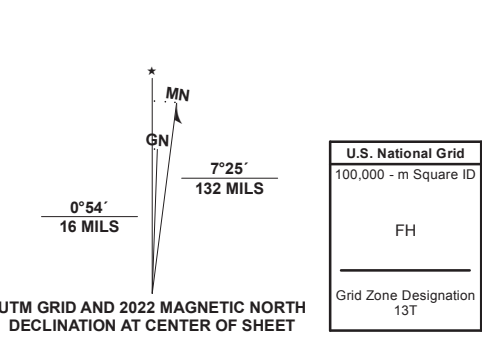 ★
MN
GN
7°25´
132 MILS
0°54´
16 MILS
UTM GRID AND 2022 MAGNETIC NORTH
DECLINATION AT CENTER OF SHEET
U.S. National Grid
100,000 - m Square ID
FH
Grid Zone Designation
13T